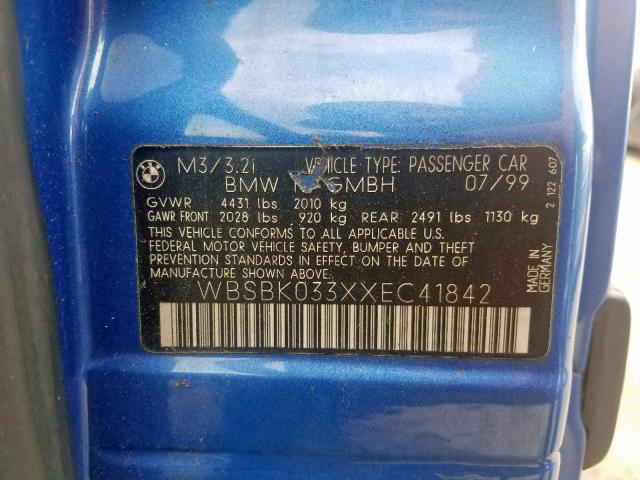 BMW
M3/3.2i VEHICLE TYPE: PASSENGER CAR
BMW GMBH 07/99
GVWR 4431 lbs 2010 kg
GAWR FRONT 2028 lbs 920 kg REAR 2491 lbs 1130 kg
THIS VEHICLE CONFORMS TO ALL APPLICABLE U.S.
FEDERAL MOTOR VEHICLE SAFETY, BUMPER AND THEFT
PREVENTION STANDARDS IN EFFECT ON THE DATE OF
MANUFACTURE SHOWN ABOVE.
WBSBK033XXEC41842
2 122 607
GERMANY